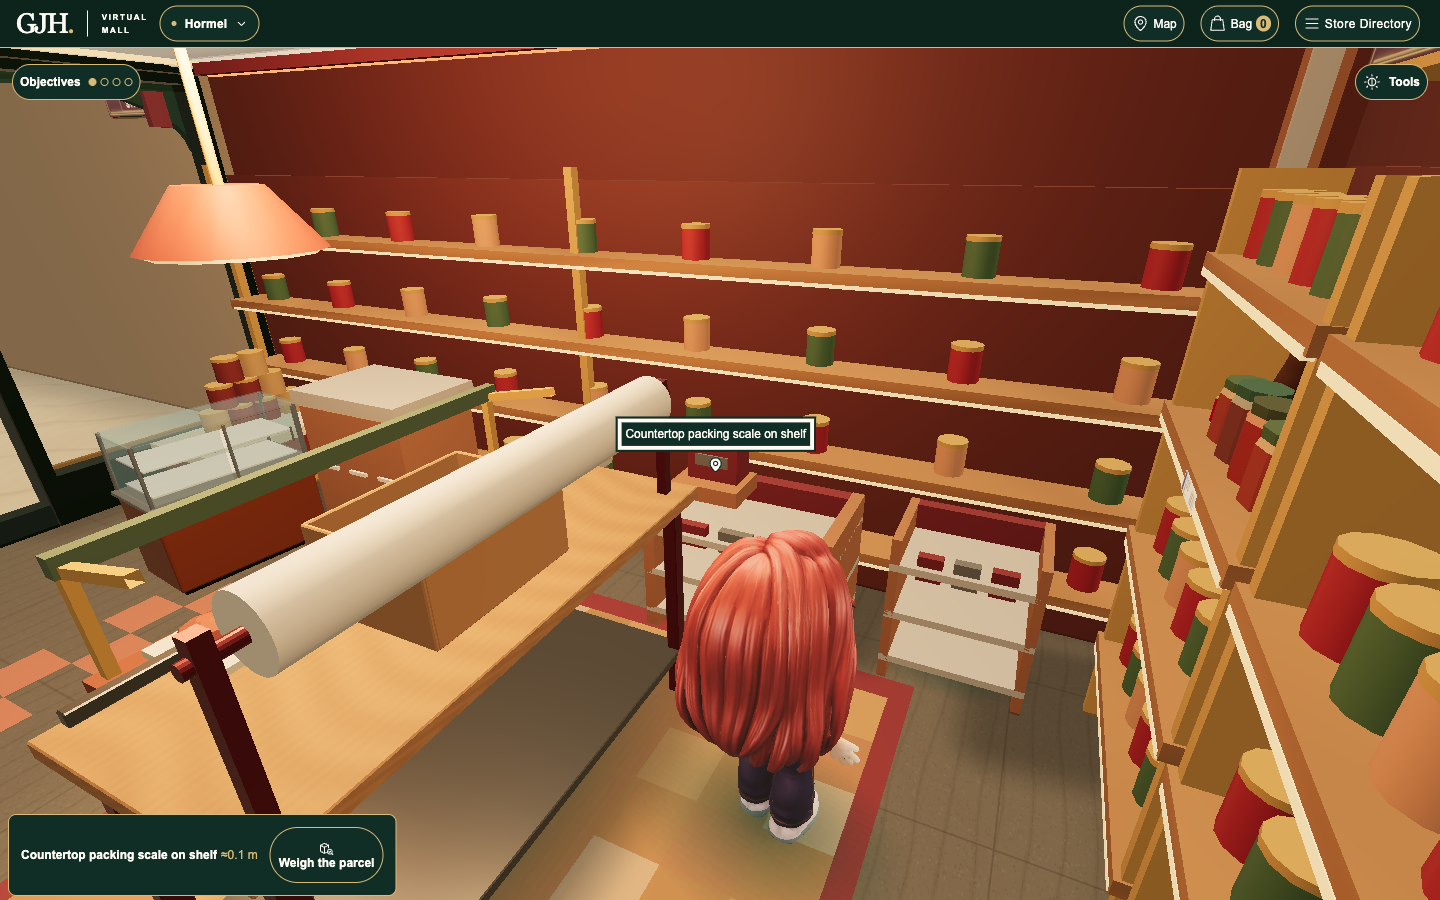 GJH.
VIRTUAL
MALL
Hormel
Map
Bag 0
Store Directory
Objectives
Tools
Countertop packing scale on shelf
Countertop packing scale on shelf ≈0.1 m
Weigh the parcel